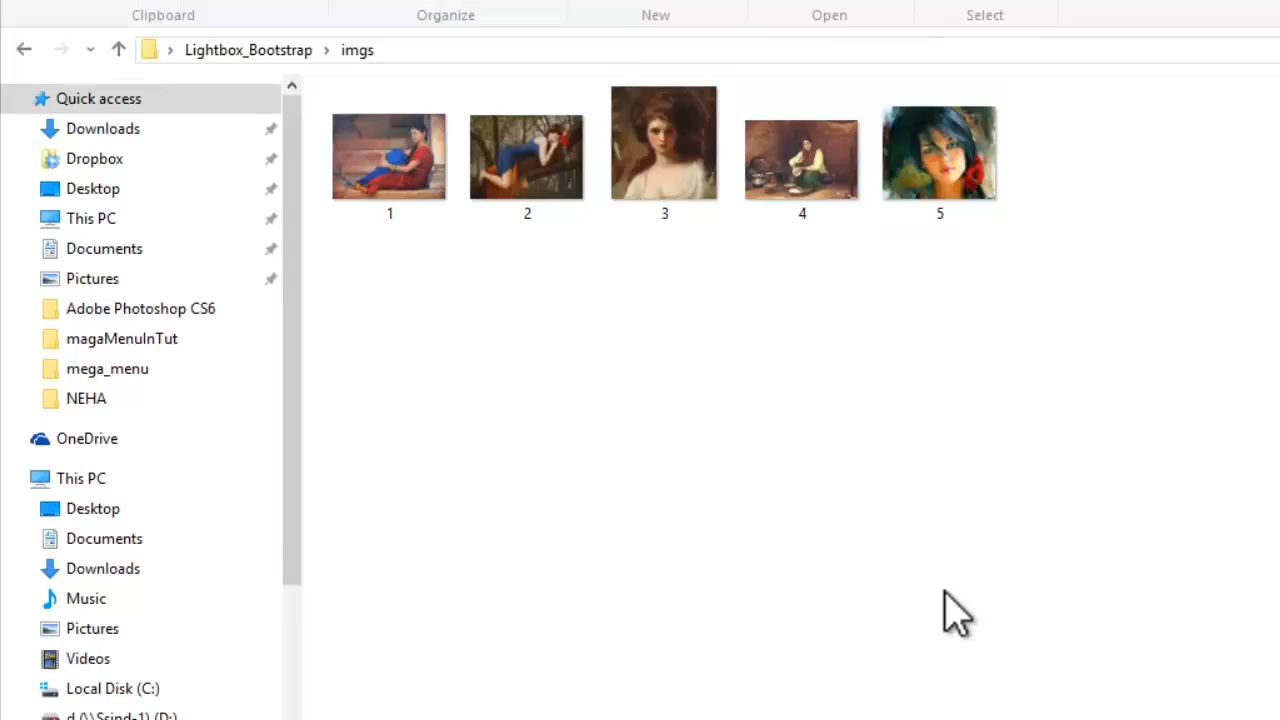 Clipboard
Organize
New
Open
Select
Lightbox_Bootstrap
imgs
Quick access
Downloads
Dropbox
Desktop
This PC
Documents
Pictures
Adobe Photoshop CS6
magaMenuInTut
mega_menu
NEHA
OneDrive
This PC
Desktop
Documents
Downloads
Music
Pictures
Videos
Local Disk (C:)
d (\\Ssind-1) (D:)
1
2
3
4
5